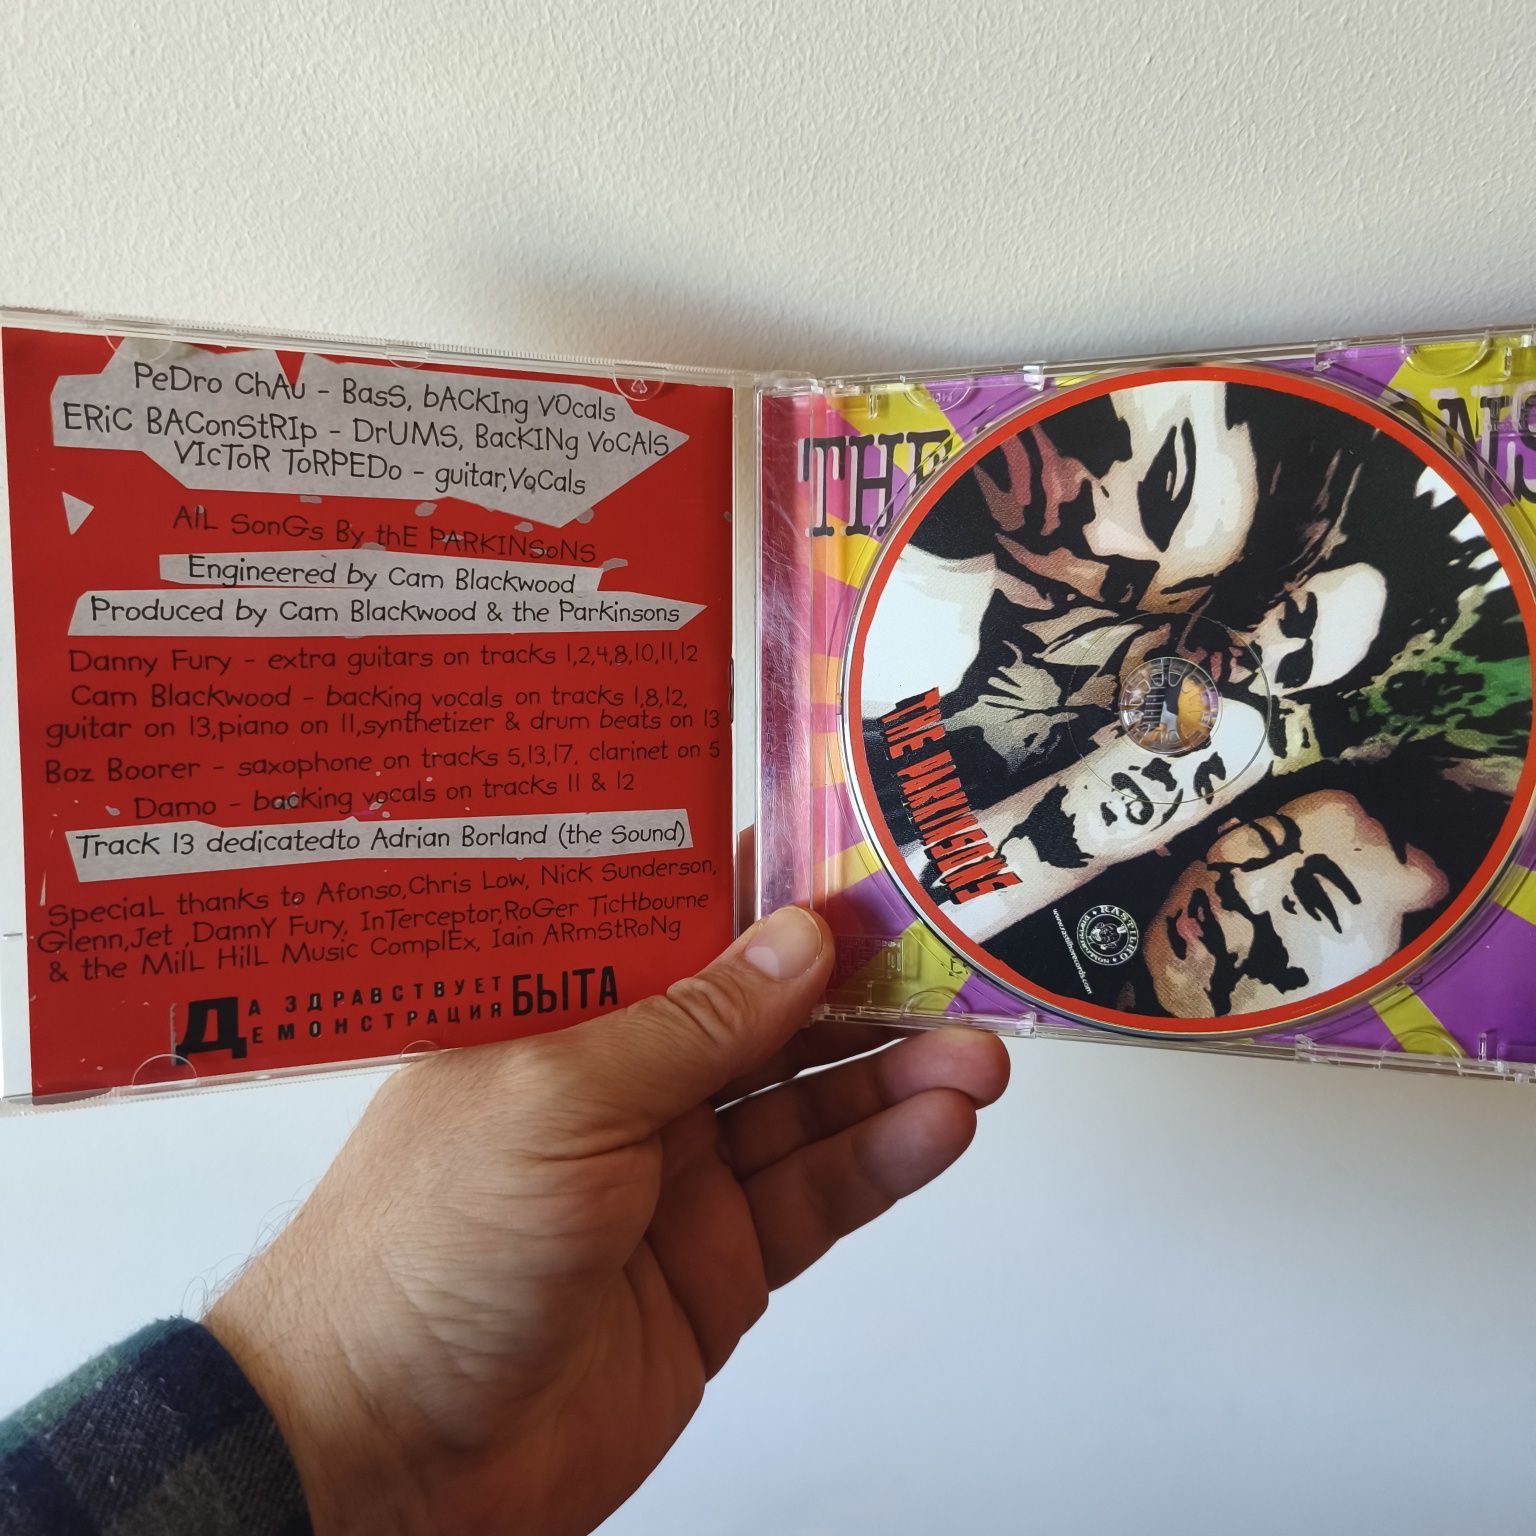 PeDro ChAu - BasS, bACKIng VOcals
ERiC BAConStRIp - DrUMS, BacKINg VoCAlS
VIcToR ToRPEDo - guitar,VoCals
AlL SonGs By thE PARKINSoNS
Engineered by Cam Blackwood
Produced by Cam Blackwood & the Parkinsons
Danny Fury - extra guitars on tracks 1,2,4,8,10,11,12
Cam Blackwood - backing vocals on tracks 1,8,12,
guitar on 13,piano on 11,synthetizer & drum beats on 13
Boz Boorer - saxophone on tracks 5,13,17, clarinet on 5
Damo - backing vocals on tracks 11 & 12
Track 13 dedicatedto Adrian Borland (the Sound)
SpeciaL thanKs to Afonso,Chris Low, Nick Sunderson,
Glenn,Jet ,DannY Fury, InTerceptor,RoGer TicHbourne
& the MilL HilL Music ComplEx, Iain ARmStRoNg
ДА ЗДРАВСТВУЕТ БЫТА
ДЕМОНСТРАЦИЯ
THE
THE PARKINSONS
RASTILHO
www.rastilhorecords.com